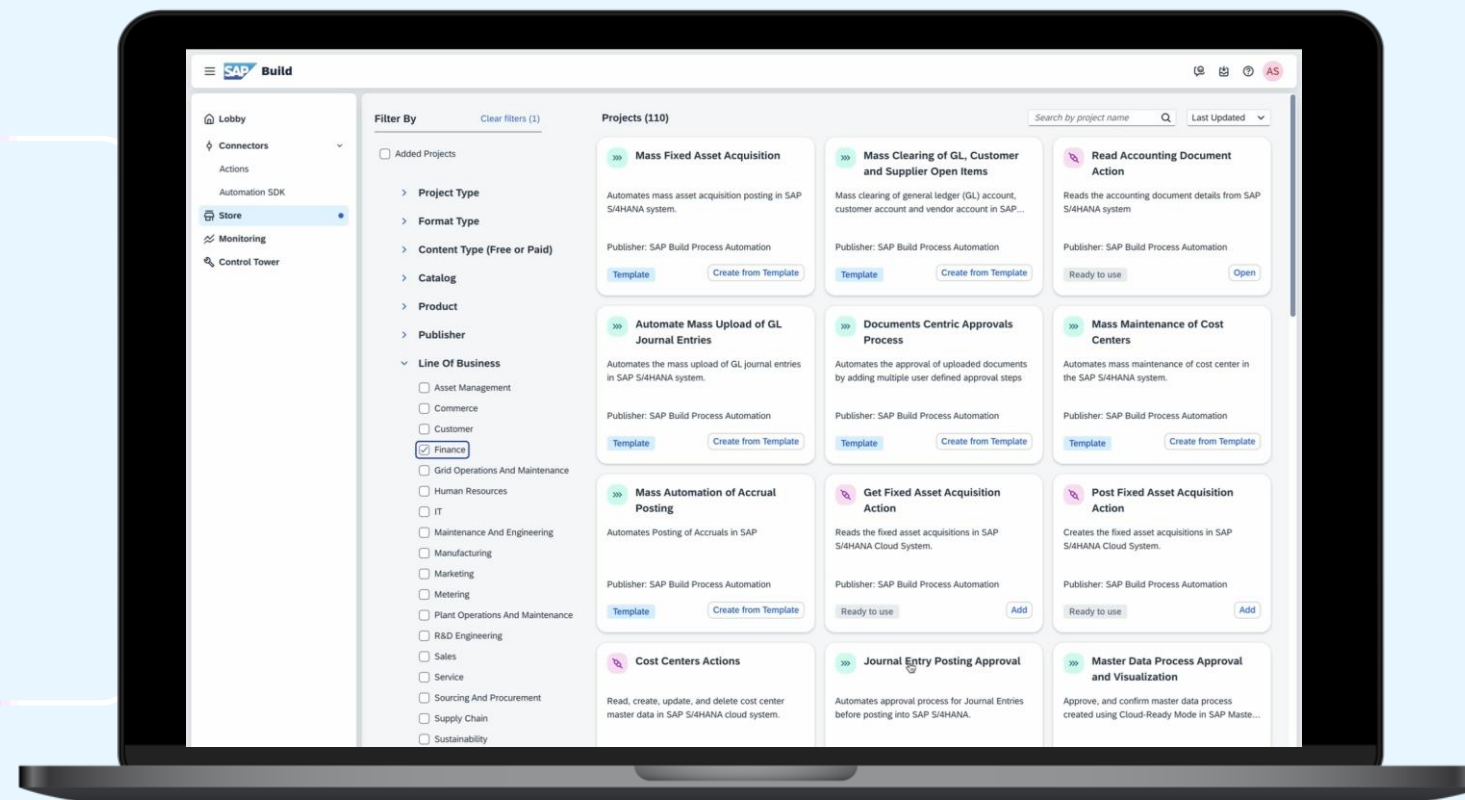 SAP Build
AS
Lobby
Connectors
Actions
Automation SDK
Store
Monitoring
Control Tower
Filter By
Clear filters (1)
Added Projects
Project Type
Format Type
Content Type (Free or Paid)
Catalog
Product
Publisher
Line Of Business
Asset Management
Commerce
Customer
Finance
Grid Operations And Maintenance
Human Resources
IT
Maintenance And Engineering
Manufacturing
Marketing
Metering
Plant Operations And Maintenance
R&D Engineering
Sales
Service
Sourcing And Procurement
Supply Chain
Sustainability
Projects (110)
Search by project name
Last Updated
Mass Fixed Asset Acquisition
Automates mass asset acquisition posting in SAP
S/4HANA system.
Publisher: SAP Build Process Automation
Template
Create from Template
Mass Clearing of GL, Customer
and Supplier Open Items
Mass clearing of general ledger (GL) account,
customer account and vendor account in SAP...
Publisher: SAP Build Process Automation
Template
Create from Template
Read Accounting Document
Action
Reads the accounting document details from SAP
S/4HANA system
Publisher: SAP Build Process Automation
Ready to use
Open
Automate Mass Upload of GL
Journal Entries
Automates the mass upload of GL journal entries
in SAP S/4HANA system.
Publisher: SAP Build Process Automation
Template
Create from Template
Documents Centric Approvals
Process
Automates the approval of uploaded documents
by adding multiple user defined approval steps
Publisher: SAP Build Process Automation
Template
Create from Template
Mass Maintenance of Cost
Centers
Automates mass maintenance of cost center in
the SAP S/4HANA system.
Publisher: SAP Build Process Automation
Template
Create from Template
Mass Automation of Accrual
Posting
Automates Posting of Accruals in SAP
Publisher: SAP Build Process Automation
Template
Create from Template
Get Fixed Asset Acquisition
Action
Reads the fixed asset acquisitions in SAP
S/4HANA Cloud System.
Publisher: SAP Build Process Automation
Ready to use
Add
Post Fixed Asset Acquisition
Action
Creates the fixed asset acquisitions in SAP
S/4HANA Cloud System.
Publisher: SAP Build Process Automation
Ready to use
Add
Cost Centers Actions
Read, create, update, and delete cost center
master data in SAP S/4HANA cloud system.
Journal Entry Posting Approval
Automates approval process for Journal Entries
before posting into SAP S/4HANA.
Master Data Process Approval
and Visualization
Approve, and confirm master data process
created using Cloud-Ready Mode in SAP Maste...